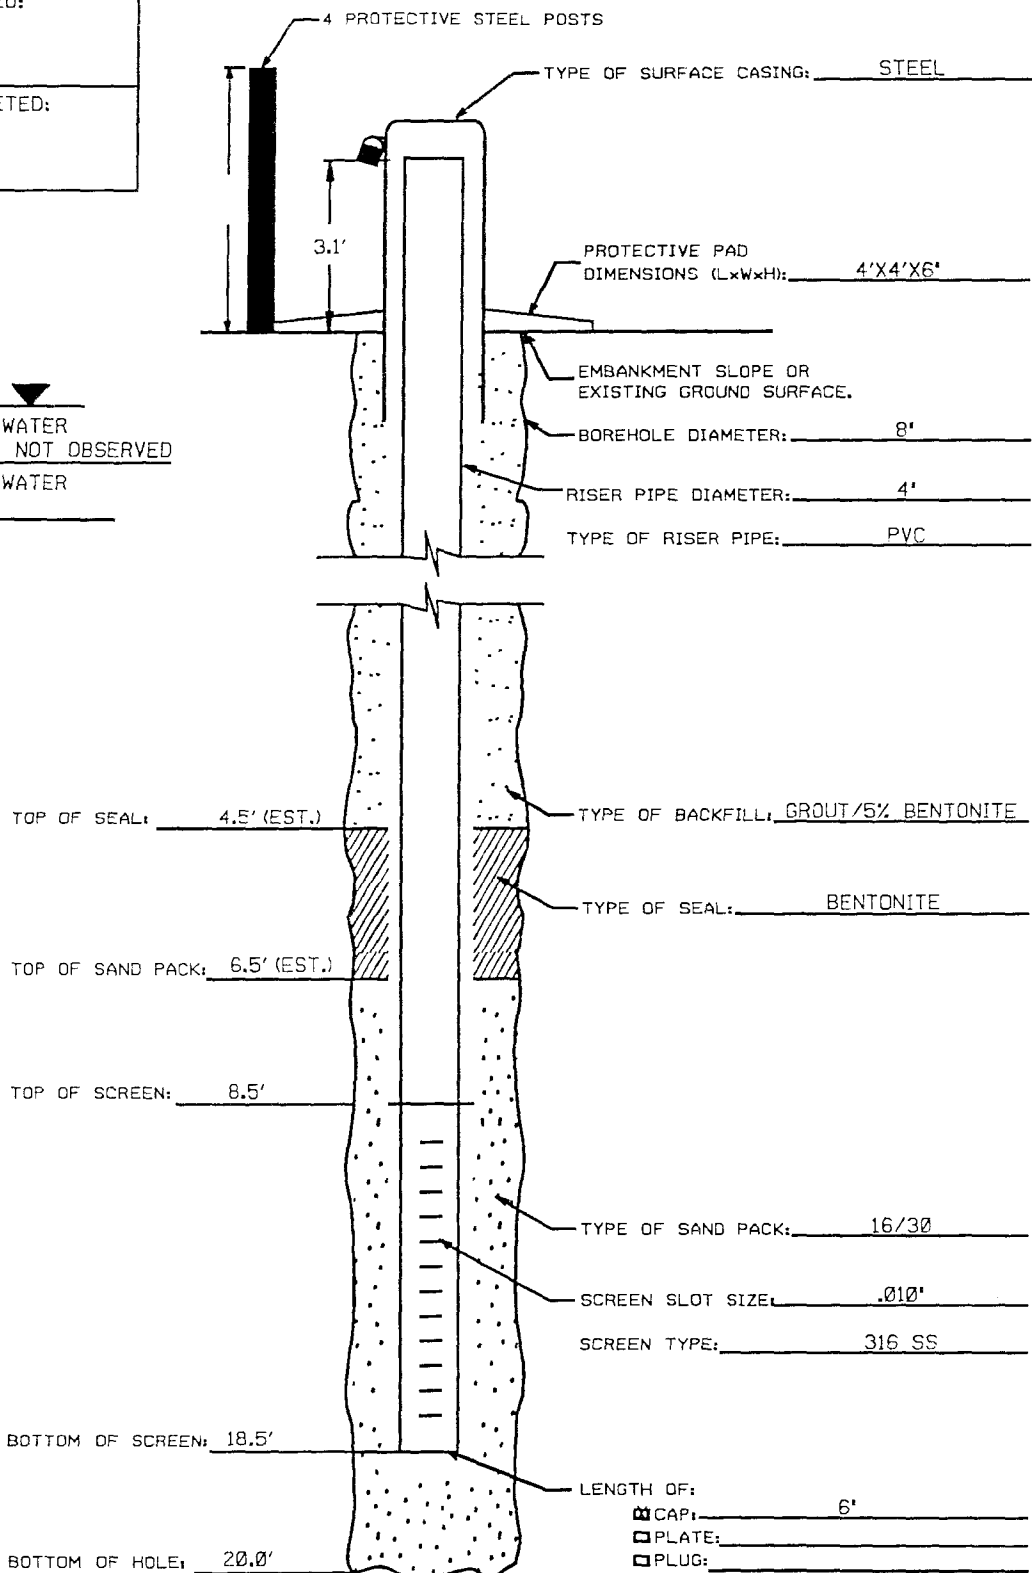 4 PROTECTIVE STEEL POSTS
TYPE OF SURFACE CASING: STEEL
ETED:
3.1'
PROTECTIVE PAD
DIMENSIONS (LxWxH): 4'X4'X6"
EMBANKMENT SLOPE OR
EXISTING GROUND SURFACE.
WATER
NOT OBSERVED
WATER
BOREHOLE DIAMETER: 8"
RISER PIPE DIAMETER: 4"
TYPE OF RISER PIPE: PVC
TOP OF SEAL: 4.5' (EST.)
TYPE OF BACKFILL: GROUT/5% BENTONITE
TYPE OF SEAL: BENTONITE
TOP OF SAND PACK: 6.5' (EST.)
TOP OF SCREEN: 8.5'
TYPE OF SAND PACK: 16/30
SCREEN SLOT SIZE: .010"
SCREEN TYPE: 316 SS
BOTTOM OF SCREEN: 18.5'
LENGTH OF:
CAP: 6"
PLATE:
PLUG:
BOTTOM OF HOLE: 20.0'